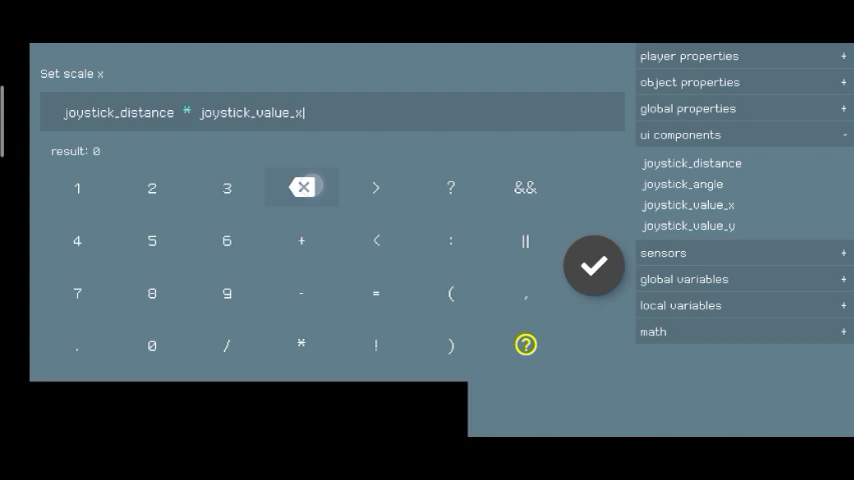 Set scale x
joystick_distance * joystick_value_x
result: 0
1 2 3 > ? &&
4 5 6 + < : ||
7 8 9 - = ( ,
. 0 / * ! ) ?
player properties +
object properties +
global properties +
ui components -
joystick_distance
joystick_angle
joystick_value_x
joystick_value_y
sensors +
global variables +
local variables +
math +